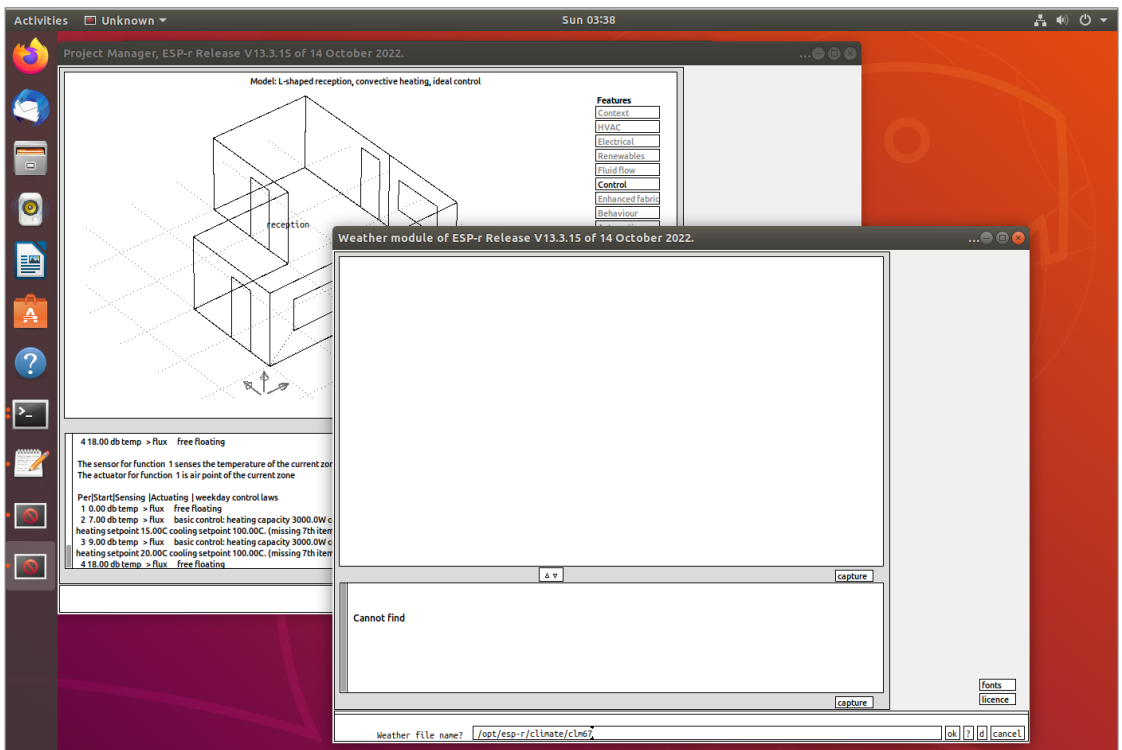 Activities Unknown Sun 03:38
Project Manager, ESP-r Release V13.3.15 of 14 October 2022. ...
Model: L-shaped reception, convective heating, ideal control
Features
Context
HVAC
Electrical
Renewables
Fluid flow
Control
Enhanced fabric
Behaviour
reception
4 18.00 db temp > flux free floating
The sensor for function 1 senses the temperature of the current zon
The actuator for function 1 is air point of the current zone
Per|Start|Sensing |Actuating | weekday control laws
1 0.00 db temp > flux free floating
2 7.00 db temp > flux basic control: heating capacity 3000.0W c
heating setpoint 15.00C cooling setpoint 100.00C. (missing 7th item
3 9.00 db temp > flux basic control: heating capacity 3000.0W c
heating setpoint 20.00C cooling setpoint 100.00C. (missing 7th item
4 18.00 db temp > flux free floating
Weather module of ESP-r Release V13.3.15 of 14 October 2022. ...
capture
Cannot find
capture
fonts
licence
Weather file name? /opt/esp-r/climate/clm67 ok ? d cancel